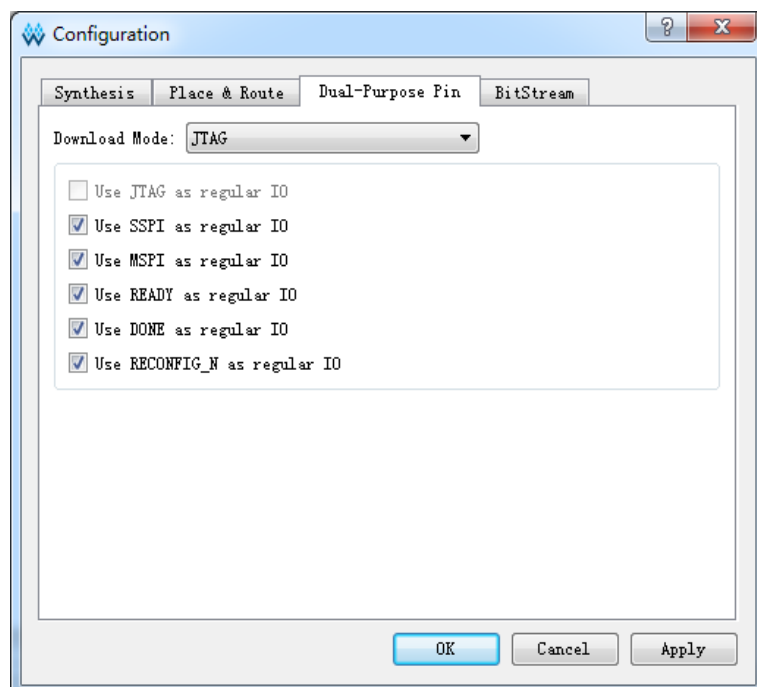 Configuration
Synthesis Place & Route Dual-Purpose Pin BitStream
Download Mode: JTAG
Use JTAG as regular IO
Use SSPI as regular IO
Use MSPI as regular IO
Use READY as regular IO
Use DONE as regular IO
Use RECONFIG_N as regular IO
OK Cancel Apply